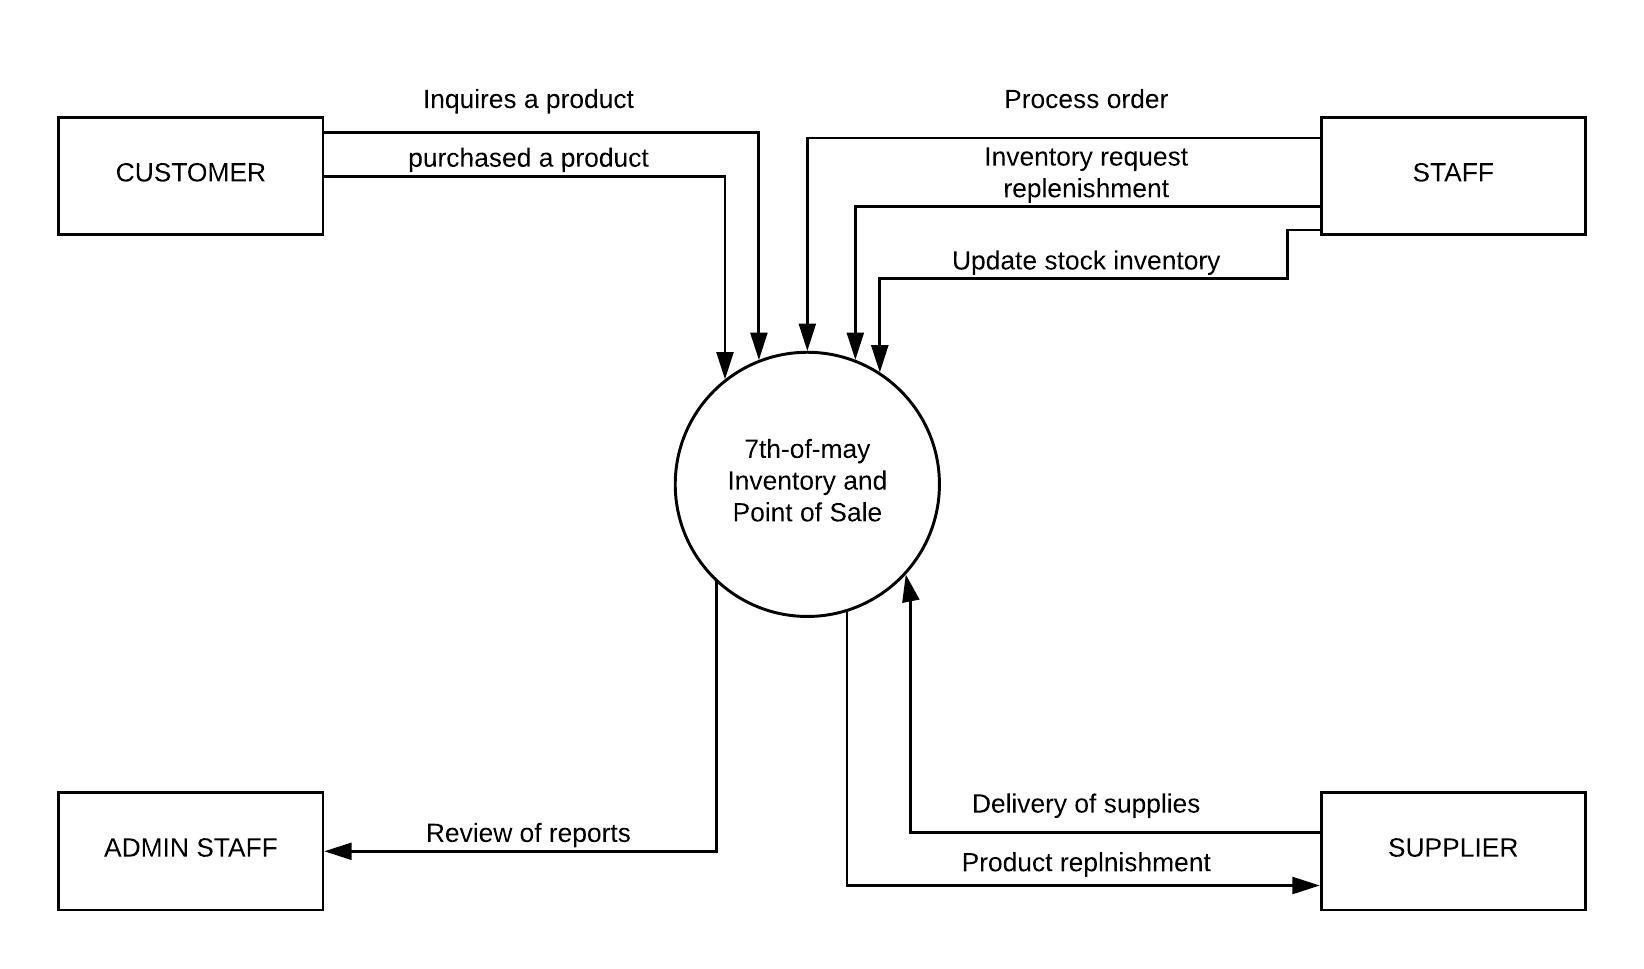 Inquires a product
Process order
purchased a product
Inventory request
replenishment
CUSTOMER
STAFF
Update stock inventory
7th-of-may
Inventory and
Point of Sale
Delivery of supplies
Review of reports
ADMIN STAFF
SUPPLIER
Product replnishment